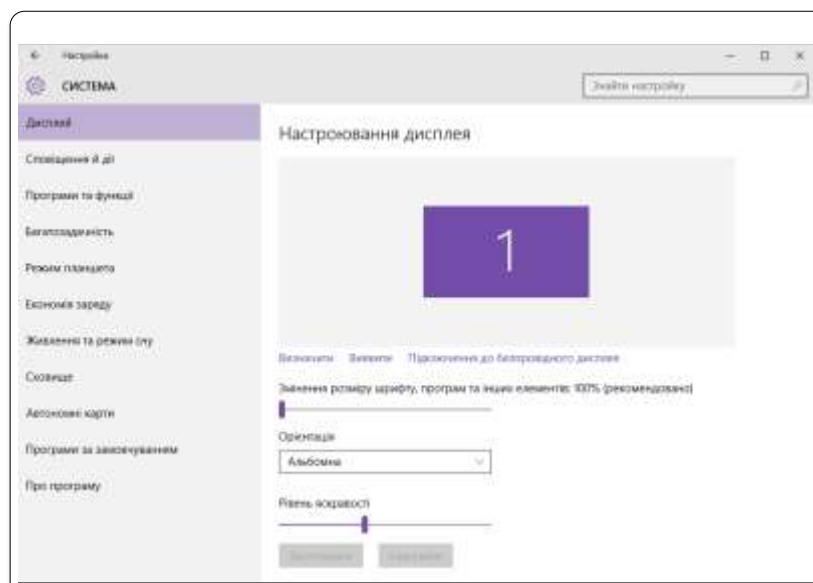 Настройки
СИСТЕМА
Знайти настройку
Дисплей
Сповіщення й дії
Програми та функції
Багатозадачність
Режим планшета
Економія заряду
Живлення та режим сну
Сховище
Автономні карти
Програми за замовчуванням
Про програму
Настроювання дисплея
1
Визначити Виявити Підключення до безпроводного дисплея
Змінення розміру шрифту, програм та інших елементів: 100% (рекомендовано)
Орієнтація
Альбомна
Рівень яскравості